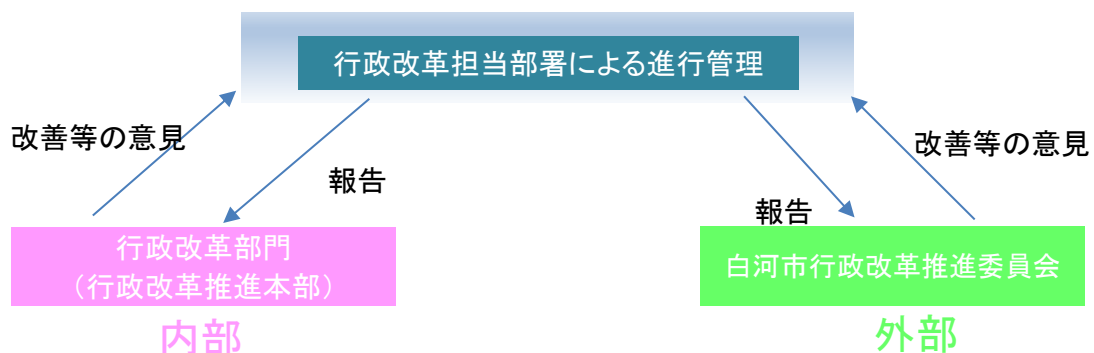 行政改革担当部署による進行管理
改善等の意見
改善等の意見
報告
報告
行政改革部門
（行政改革推進本部）
白河市行政改革推進委員会
内部
外部